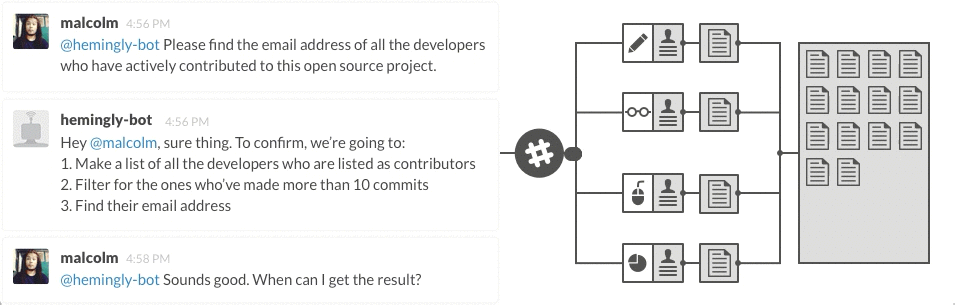 malcolm 4:56 PM
@hemingly-bot Please find the email address of all the developers
who have actively contributed to this open source project.
hemingly-bot 4:56 PM
Hey @malcolm, sure thing. To confirm, we're going to:
1. Make a list of all the developers who are listed as contributors
2. Filter for the ones who've made more than 10 commits
3. Find their email address
malcolm 4:58 PM
@hemingly-bot Sounds good. When can I get the result?
#